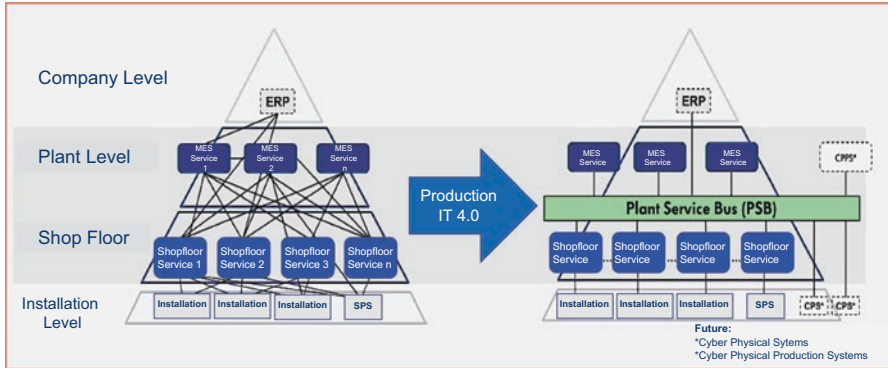 Company Level
Plant Level
Shop Floor
Installation
Level
ERP
MES
Service
1
MES
Service
2
MES
Service
n
Shopfloor
Service 1
Shopfloor
Service 2
Shopfloor
Service 3
Shopfloor
Service n
Installation
Installation
Installation
SPS
Production
IT 4.0
ERP
MES
Service
MES
Service
MES
Service
CPPS*
Plant Service Bus (PSB)
Shopfloor
Service
Shopfloor
Service
Shopfloor
Service
Shopfloor
Service
Installation
Installation
Installation
SPS
CPS*
CPS*
Future:
*Cyber Physical Sytems
*Cyber Physical Production Systems